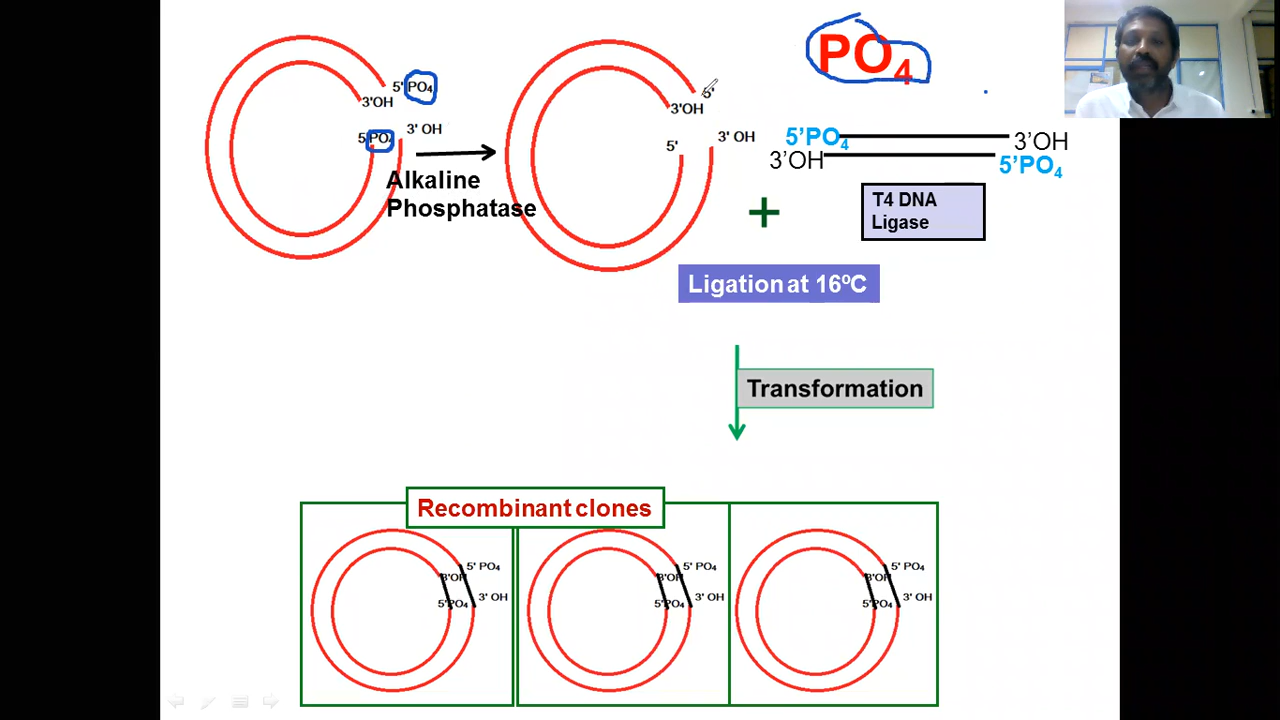 5' PO4
3'OH
3' OH
5'PO4
Alkaline
Phosphatase
5'
3'OH
3' OH
5'
PO4
5'PO4
3'OH
3'OH
5'PO4
T4 DNA
Ligase
+
Ligation at 16ºC
Transformation
Recombinant clones
5' PO4
3'OH
3' OH
5'PO4
5' PO4
3'OH
3' OH
5'PO4
5' PO4
3'OH
3' OH
5'PO4